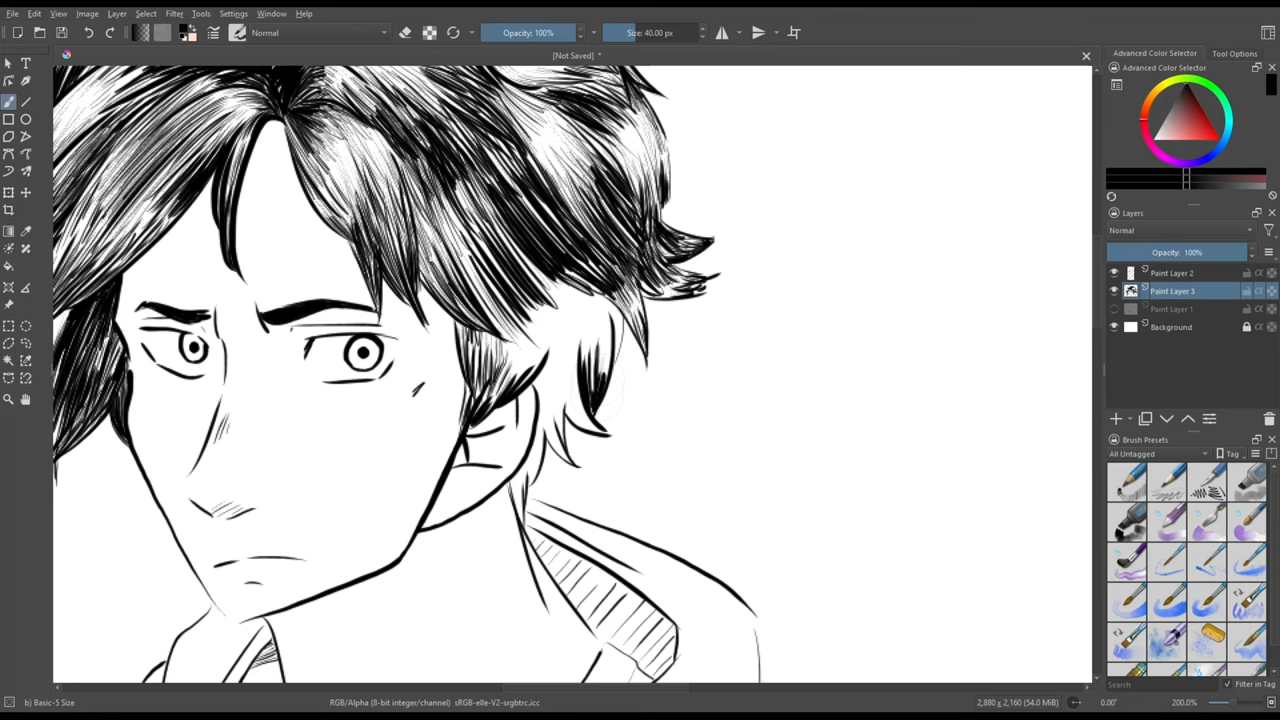 File Edit View Image Layer Select Filter Tools Settings Window Help
Normal Opacity: 100% Size: 40.00 px
[Not Saved] *
Advanced Color Selector Tool Options
Advanced Color Selector
Layers
Normal
Opacity: 100%
Paint Layer 2
Paint Layer 3
Paint Layer 1
Background
Brush Presets
All Untagged Tag
Search Filter in Tag
b) Basic-5 Size RGB/Alpha (8-bit integer/channel) sRGB-elle-V2-srgbtrc.icc 2,880 x 2,160 (54.0 MiB) 0.00° 200.0%